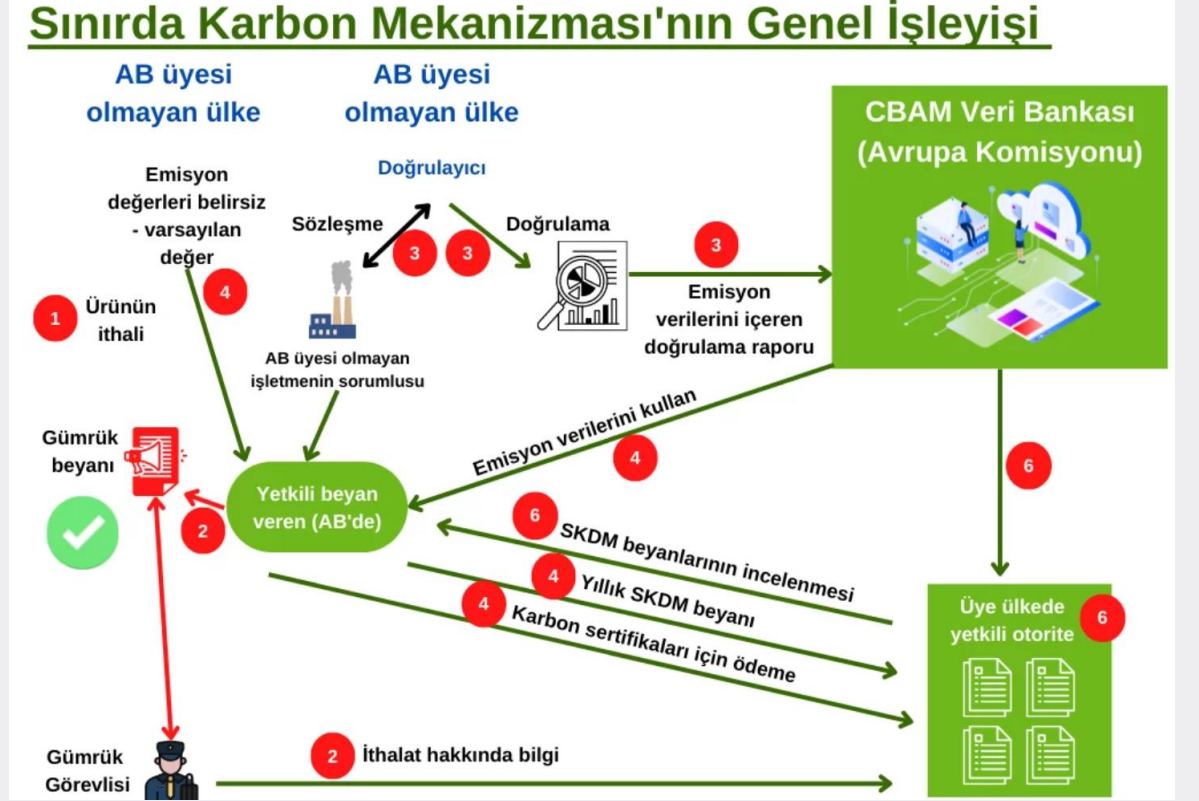 Sınırda Karbon Mekanizması'nın Genel İşleyişi
AB üyesi
olmayan ülke
AB üyesi
olmayan ülke
CBAM Veri Bankası
(Avrupa Komisyonu)
Doğrulayıcı
Emisyon
değerleri belirsiz
- varsayılan
değer
Sözleşme
Doğrulama
3
3
3
4
1
Ürünün
ithali
Emisyon
verilerini içeren
doğrulama raporu
AB üyesi olmayan
işletmenin sorumlusu
Emisyon verilerini kullan
4
Gümrük
beyanı
6
Yetkili beyan
veren (AB'de)
2
6
SKDM beyanlarının incelenmesi
4
Yıllık SKDM beyanı
4
Karbon sertifikaları için ödeme
Üye ülkede
yetkili otorite
6
Gümrük
Görevlisi
2
İthalat hakkında bilgi